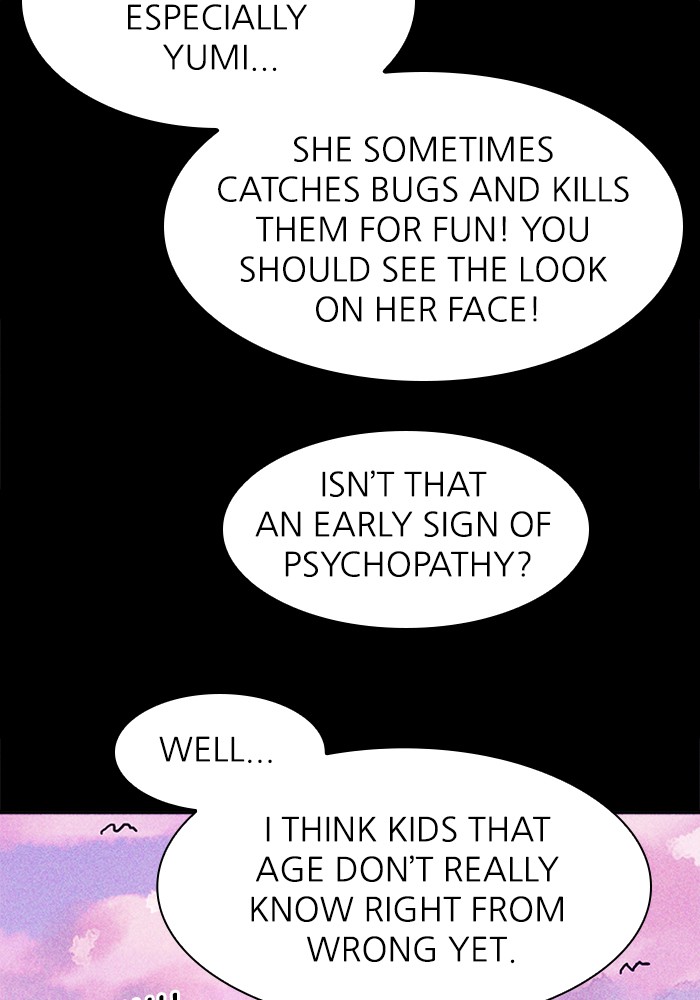 ESPECIALLY
YUMI...
SHE SOMETIMES
CATCHES BUGS AND KILLS
THEM FOR FUN! YOU
SHOULD SEE THE LOOK
ON HER FACE!
ISN'T THAT
AN EARLY SIGN OF
PSYCHOPATHY?
WELL...
I THINK KIDS THAT
AGE DON'T REALLY
KNOW RIGHT FROM
WRONG YET.